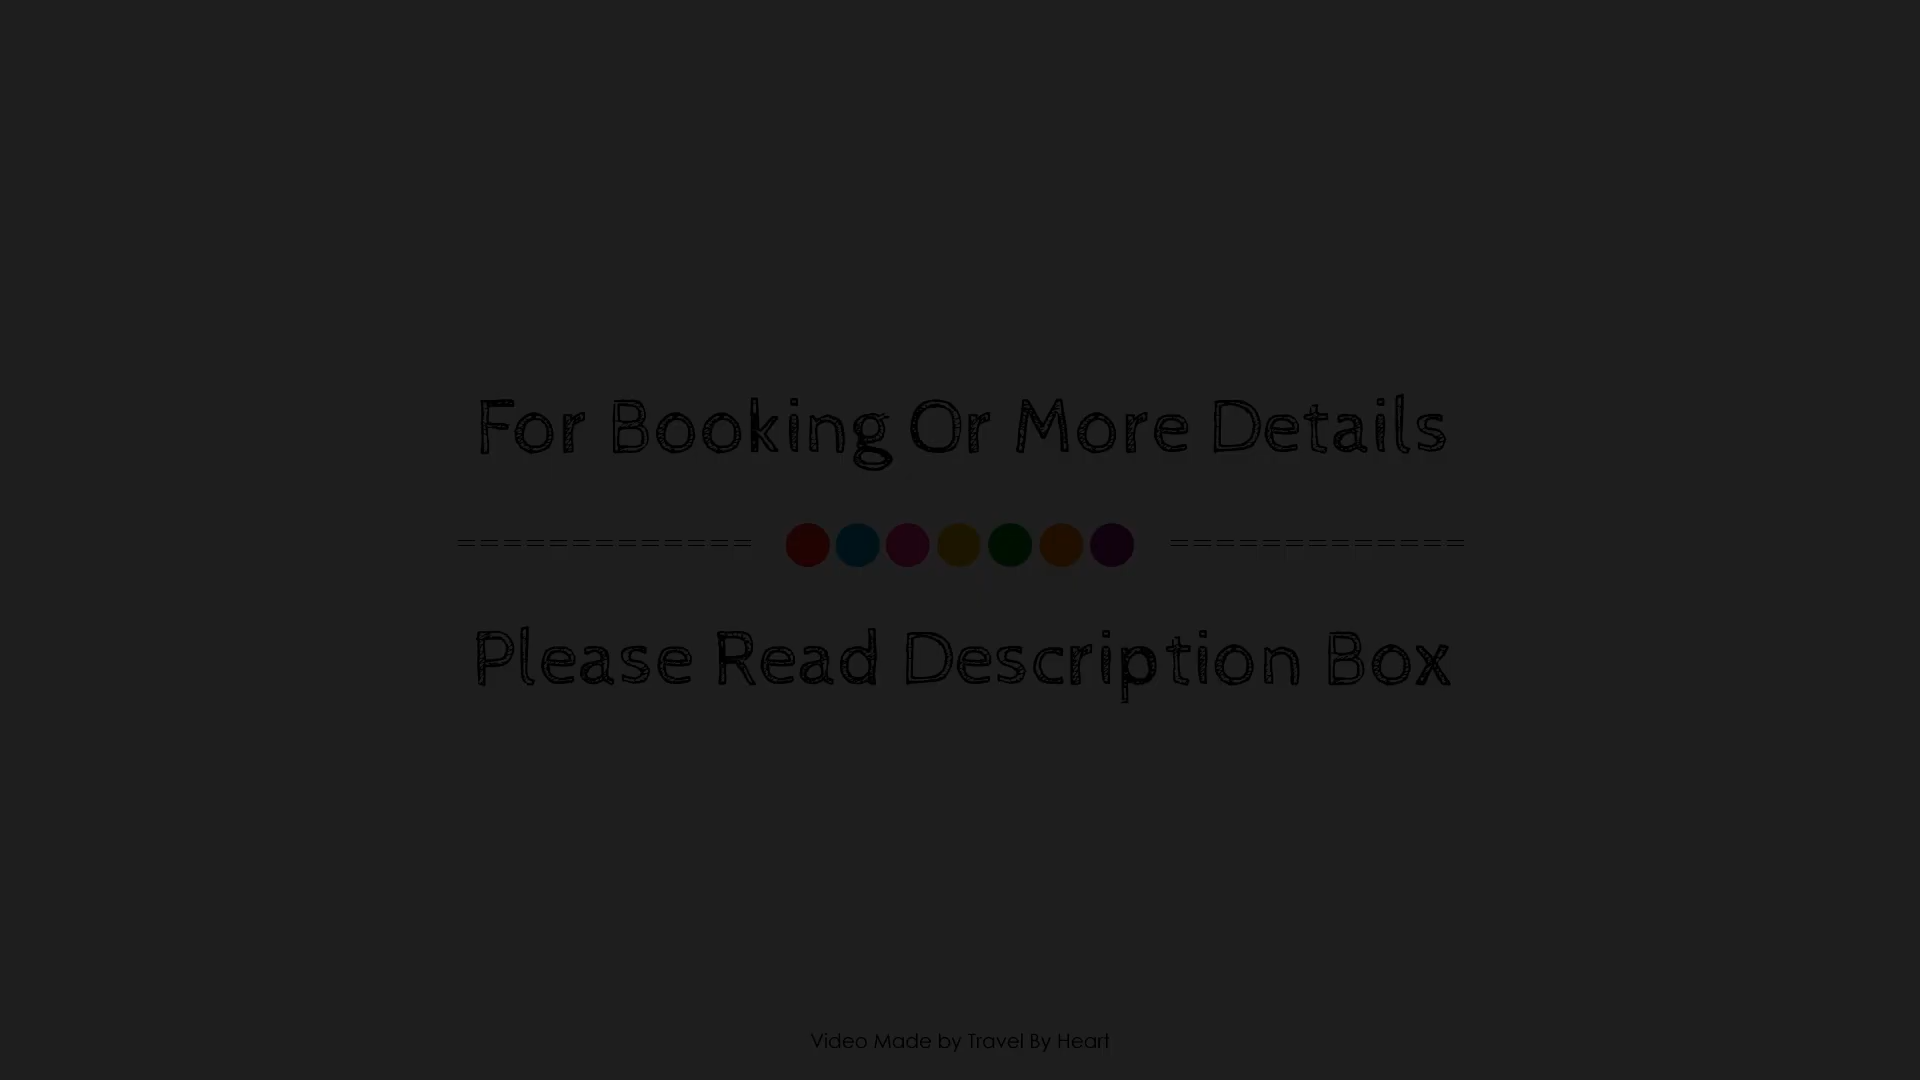 For Booking Or More Details
============= =============
Please Read Description Box
Video Made by Travel By Heart